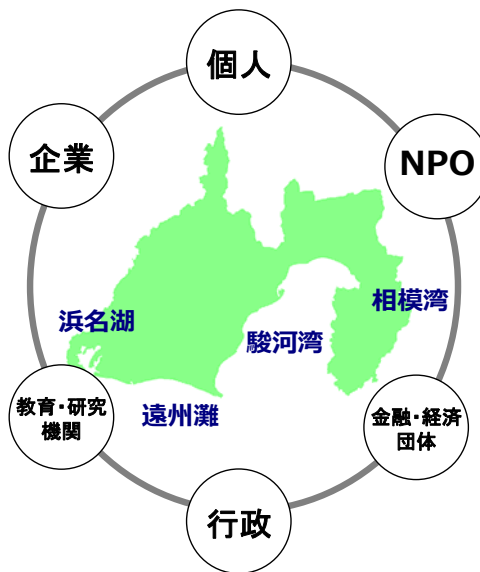 個人
企業
NPO
相模湾
浜名湖
駿河湾
遠州灘
教育・研究
機関
金融・経済
団体
行政